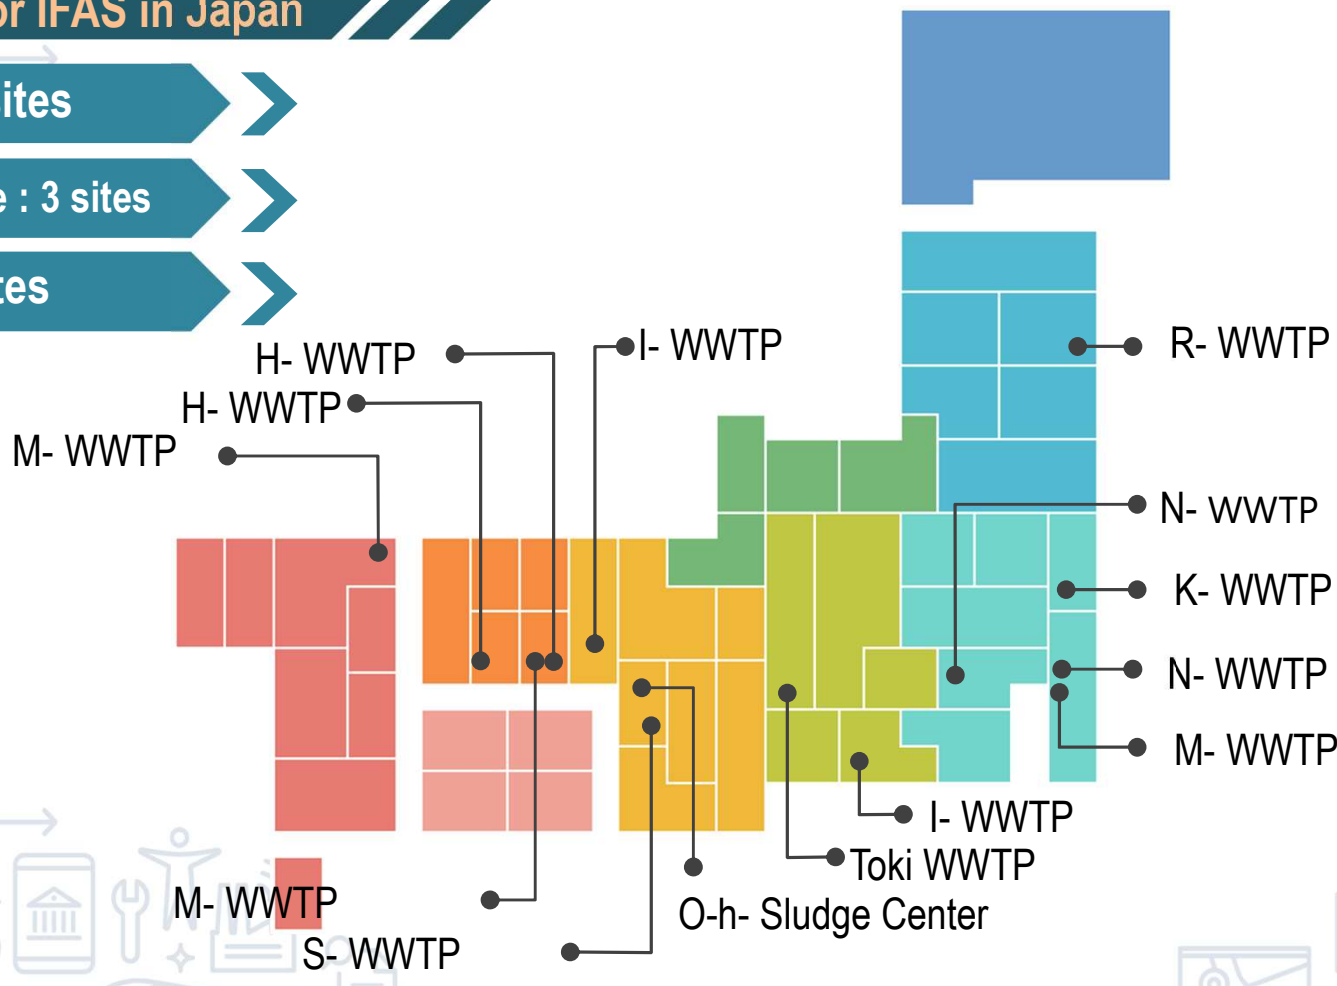 or IFAS in Japan
ites
e : 3 sites
tes
H- WWTP
I- WWTP
R- WWTP
H- WWTP
M- WWTP
N- WWTP
K- WWTP
N- WWTP
M- WWTP
I- WWTP
Toki WWTP
M- WWTP
O-h- Sludge Center
S- WWTP